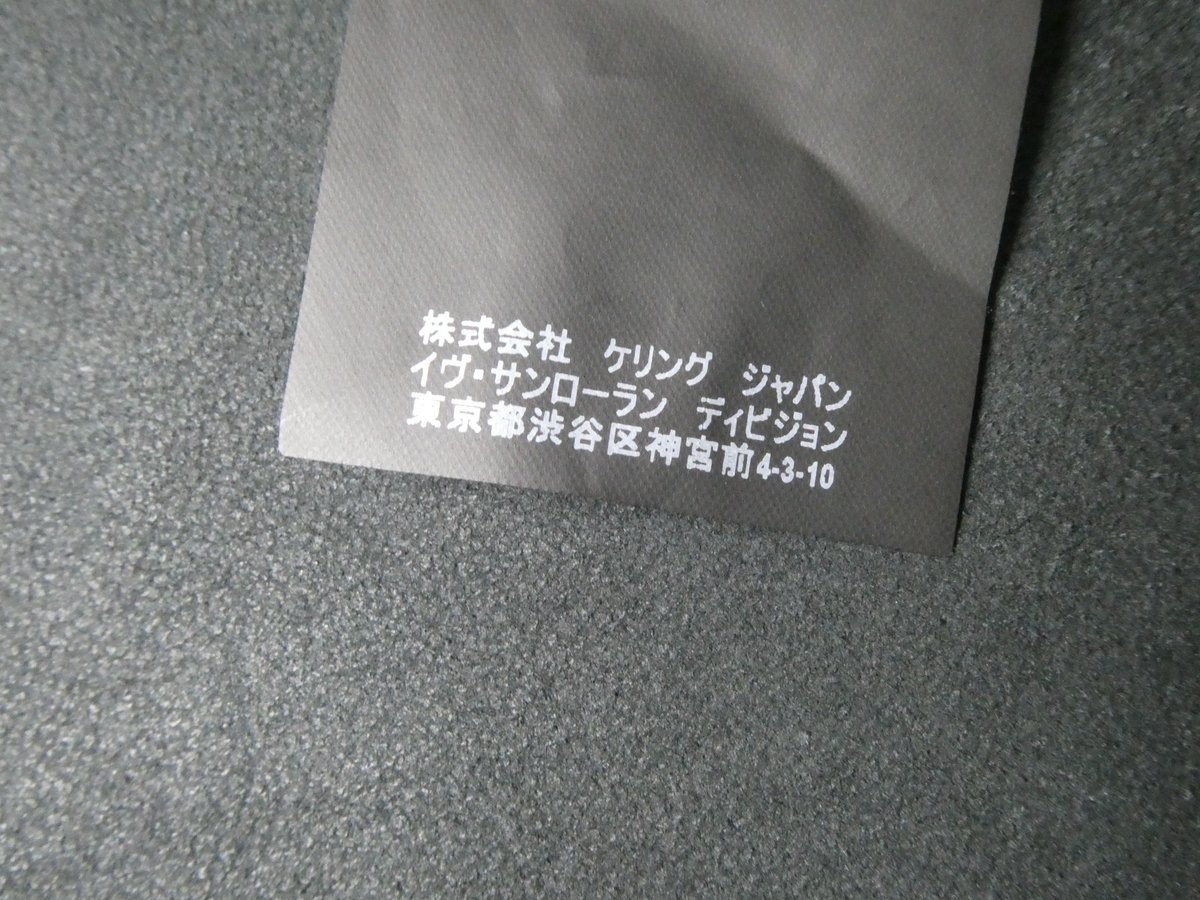 株式会社　ケリング　ジャパン
イヴ・サンローラン　ディビジョン
東京都渋谷区神宮前4-3-10